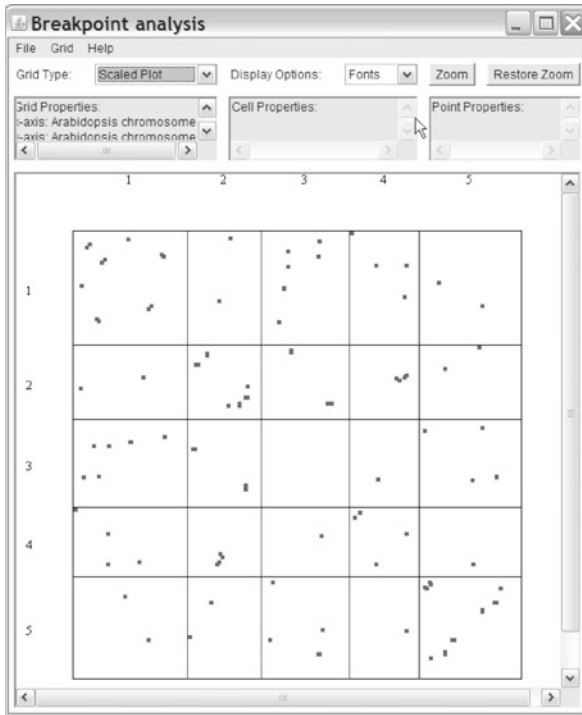 Breakpoint analysis
File Grid Help
Grid Type: Scaled Plot Display Options: Fonts Zoom Restore Zoom
Grid Properties: Cell Properties: Point Properties:
-axis: Arabidopsis chromosome
-axis: Arabidopsis chromosome
1 2 3 4 5
1
2
3
4
5